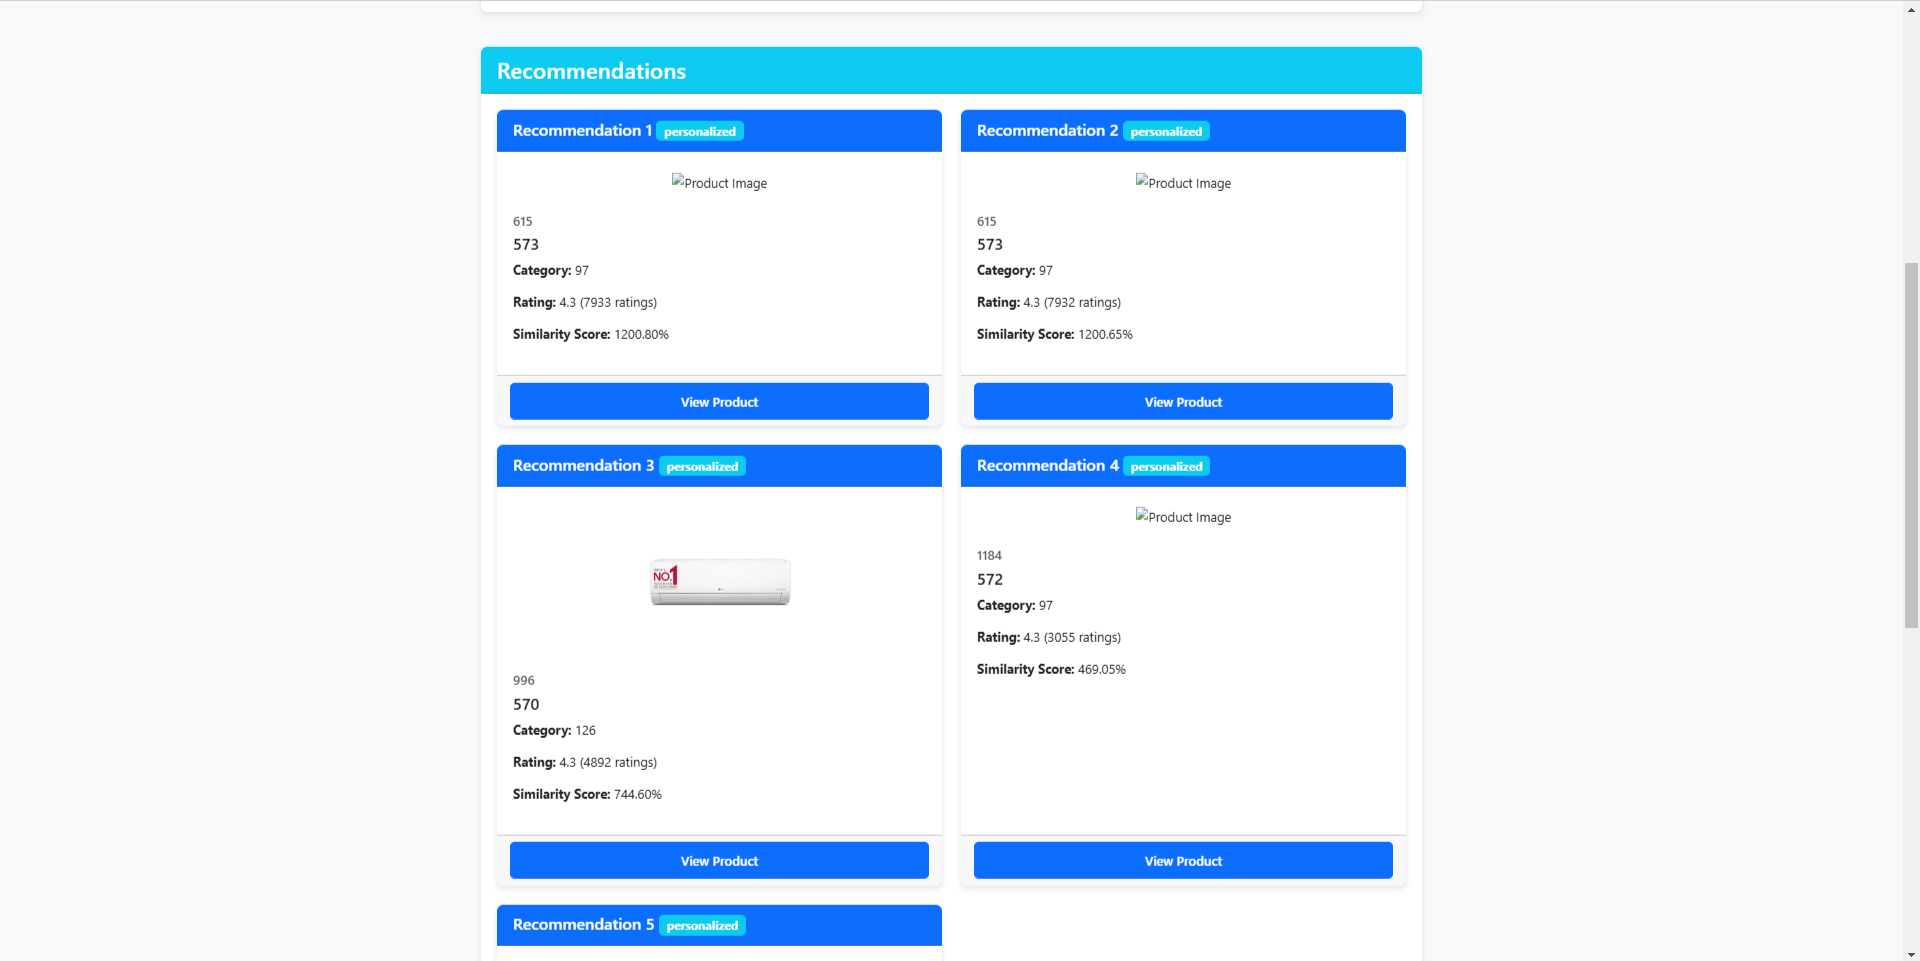 Recommendations
Recommendation 1 personalized
Product Image
615
573
Category: 97
Rating: 4.3 (7933 ratings)
Similarity Score: 1200.80%
View Product
Recommendation 2 personalized
Product Image
615
573
Category: 97
Rating: 4.3 (7932 ratings)
Similarity Score: 1200.65%
View Product
Recommendation 3 personalized
NO.1
996
570
Category: 126
Rating: 4.3 (4892 ratings)
Similarity Score: 744.60%
View Product
Recommendation 4 personalized
Product Image
1184
572
Category: 97
Rating: 4.3 (3055 ratings)
Similarity Score: 469.05%
View Product
Recommendation 5 personalized